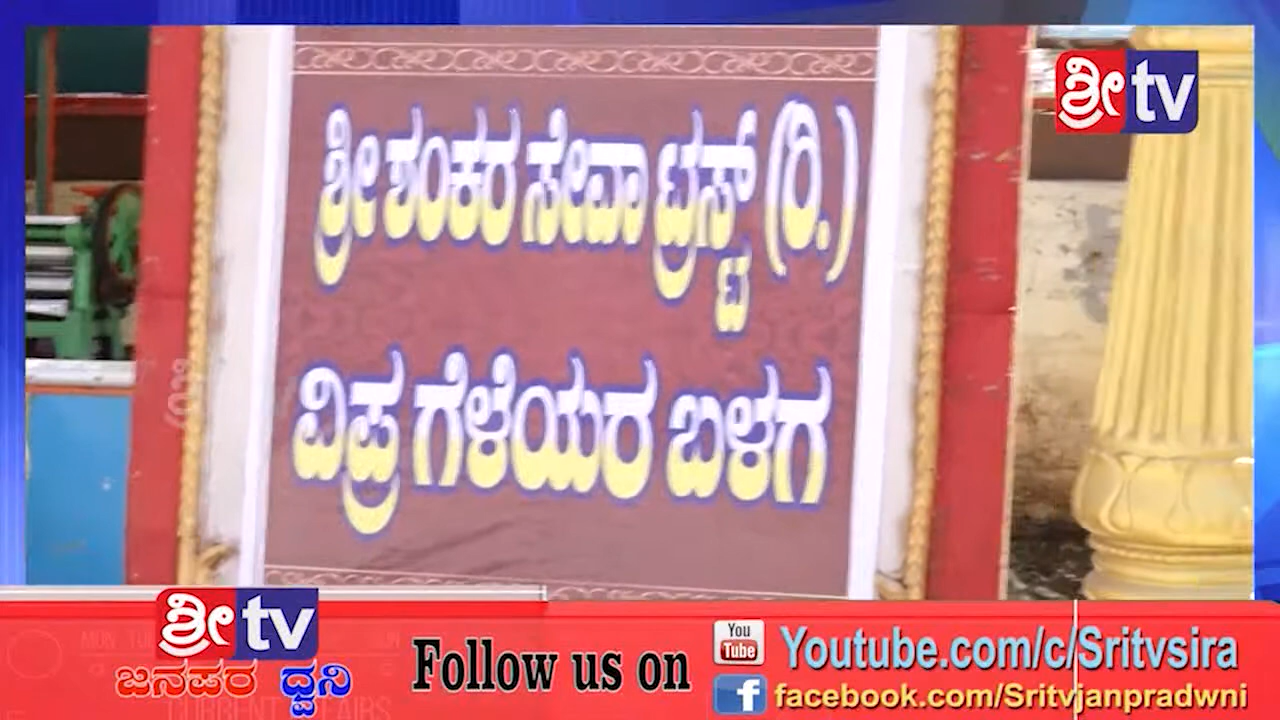 ಶ್ರೀ tv
ಶ್ರೀ ಶಂಕರ ಸೇವಾ ಟ್ರಸ್ಟ್ (ರಿ.)
ವಿಪ್ರ ಗೆಳೆಯರ ಬಳಗ
ಶ್ರೀ tv
ಜನಪರ ಧ್ವನಿ
Follow us on
You Tube
Youtube.com/c/Sritvsira
f
facebook.com/Sritvjanpradwni